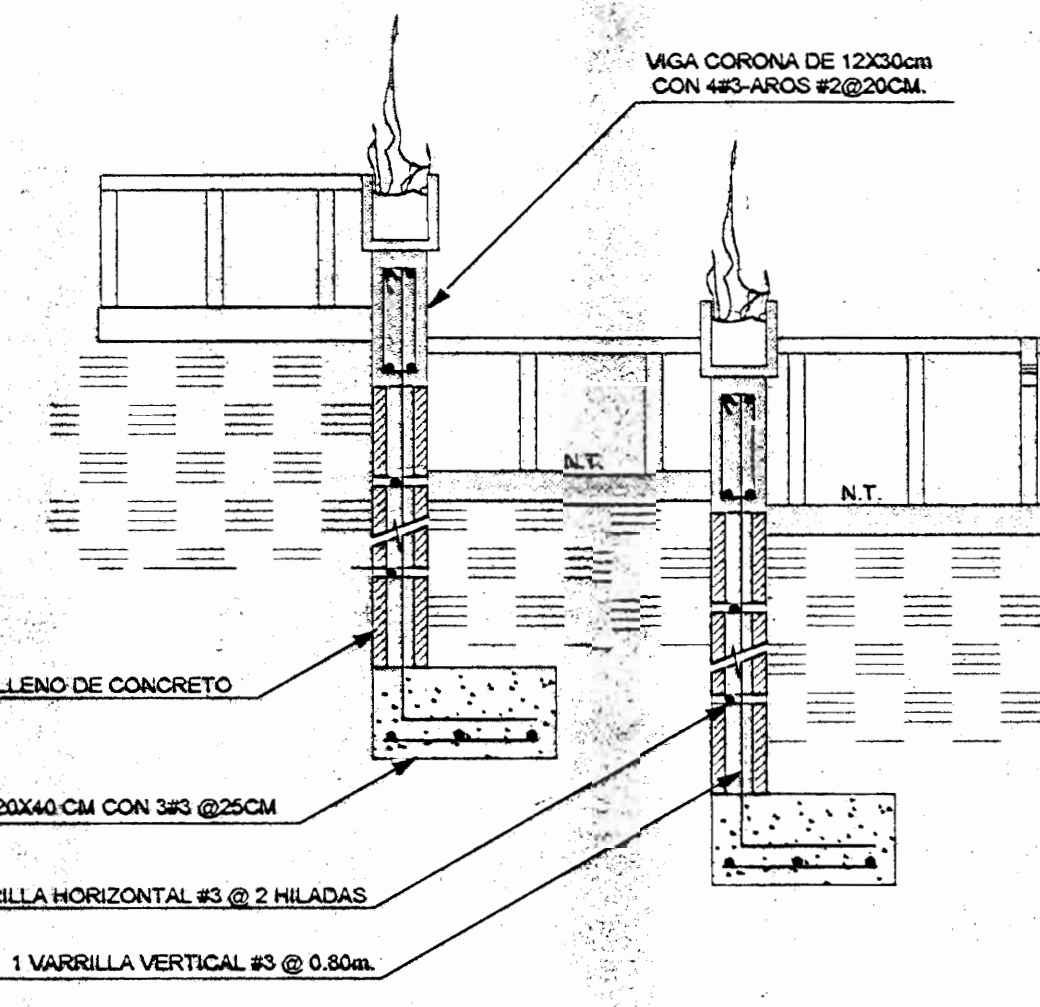 VIGA CORONA DE 12X30cm
CON 4#3-AROS #2@20CM.
N.T.
N.T.
LLENO DE CONCRETO
20X40 CM CON 3#3 @25CM
RILLA HORIZONTAL #3 @ 2 HILADAS
1 VARRILLA VERTICAL #3 @ 0.80m.